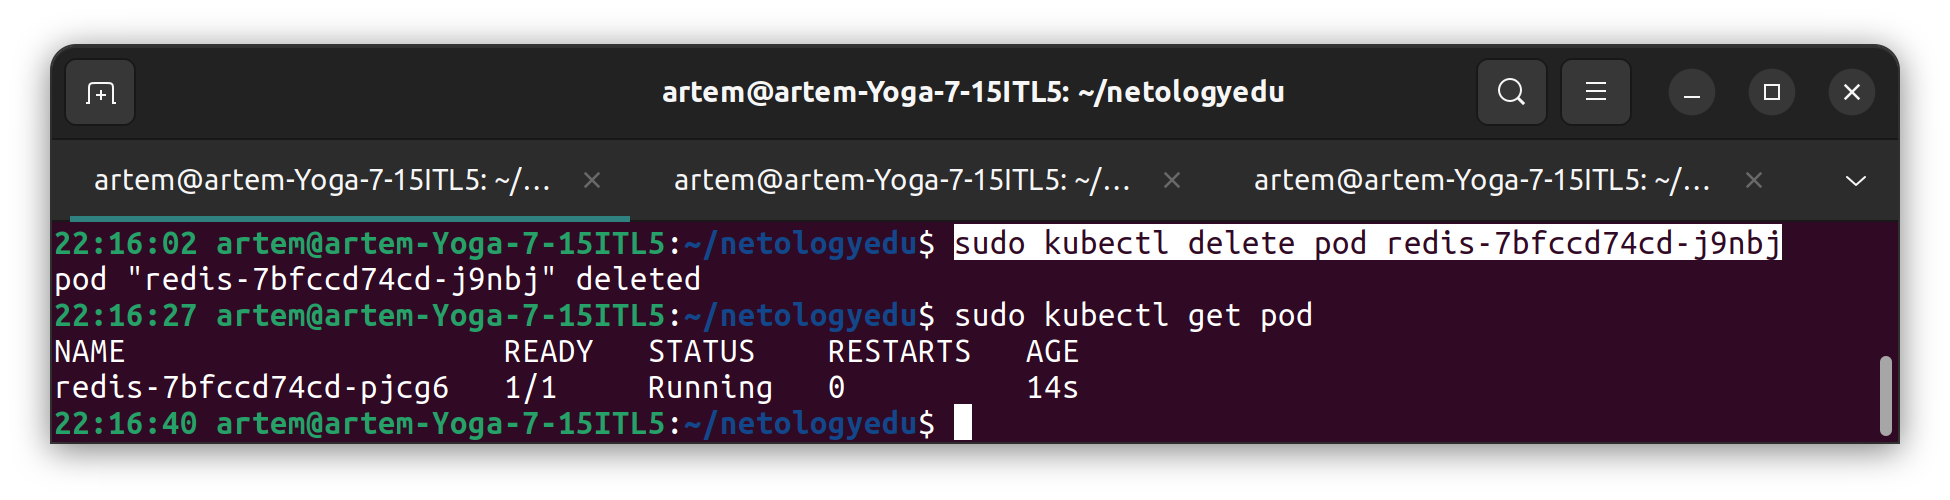 artem@artem-Yoga-7-15ITL5: ~/netologyedu
artem@artem-Yoga-7-15ITL5: ~/... artem@artem-Yoga-7-15ITL5: ~/... artem@artem-Yoga-7-15ITL5: ~/...
22:16:02 artem@artem-Yoga-7-15ITL5:~/netologyedu$ sudo kubectl delete pod redis-7bfccd74cd-j9nbj
pod "redis-7bfccd74cd-j9nbj" deleted
22:16:27 artem@artem-Yoga-7-15ITL5:~/netologyedu$ sudo kubectl get pod
NAME READY STATUS RESTARTS AGE
redis-7bfccd74cd-pjcg6 1/1 Running 0 14s
22:16:40 artem@artem-Yoga-7-15ITL5:~/netologyedu$